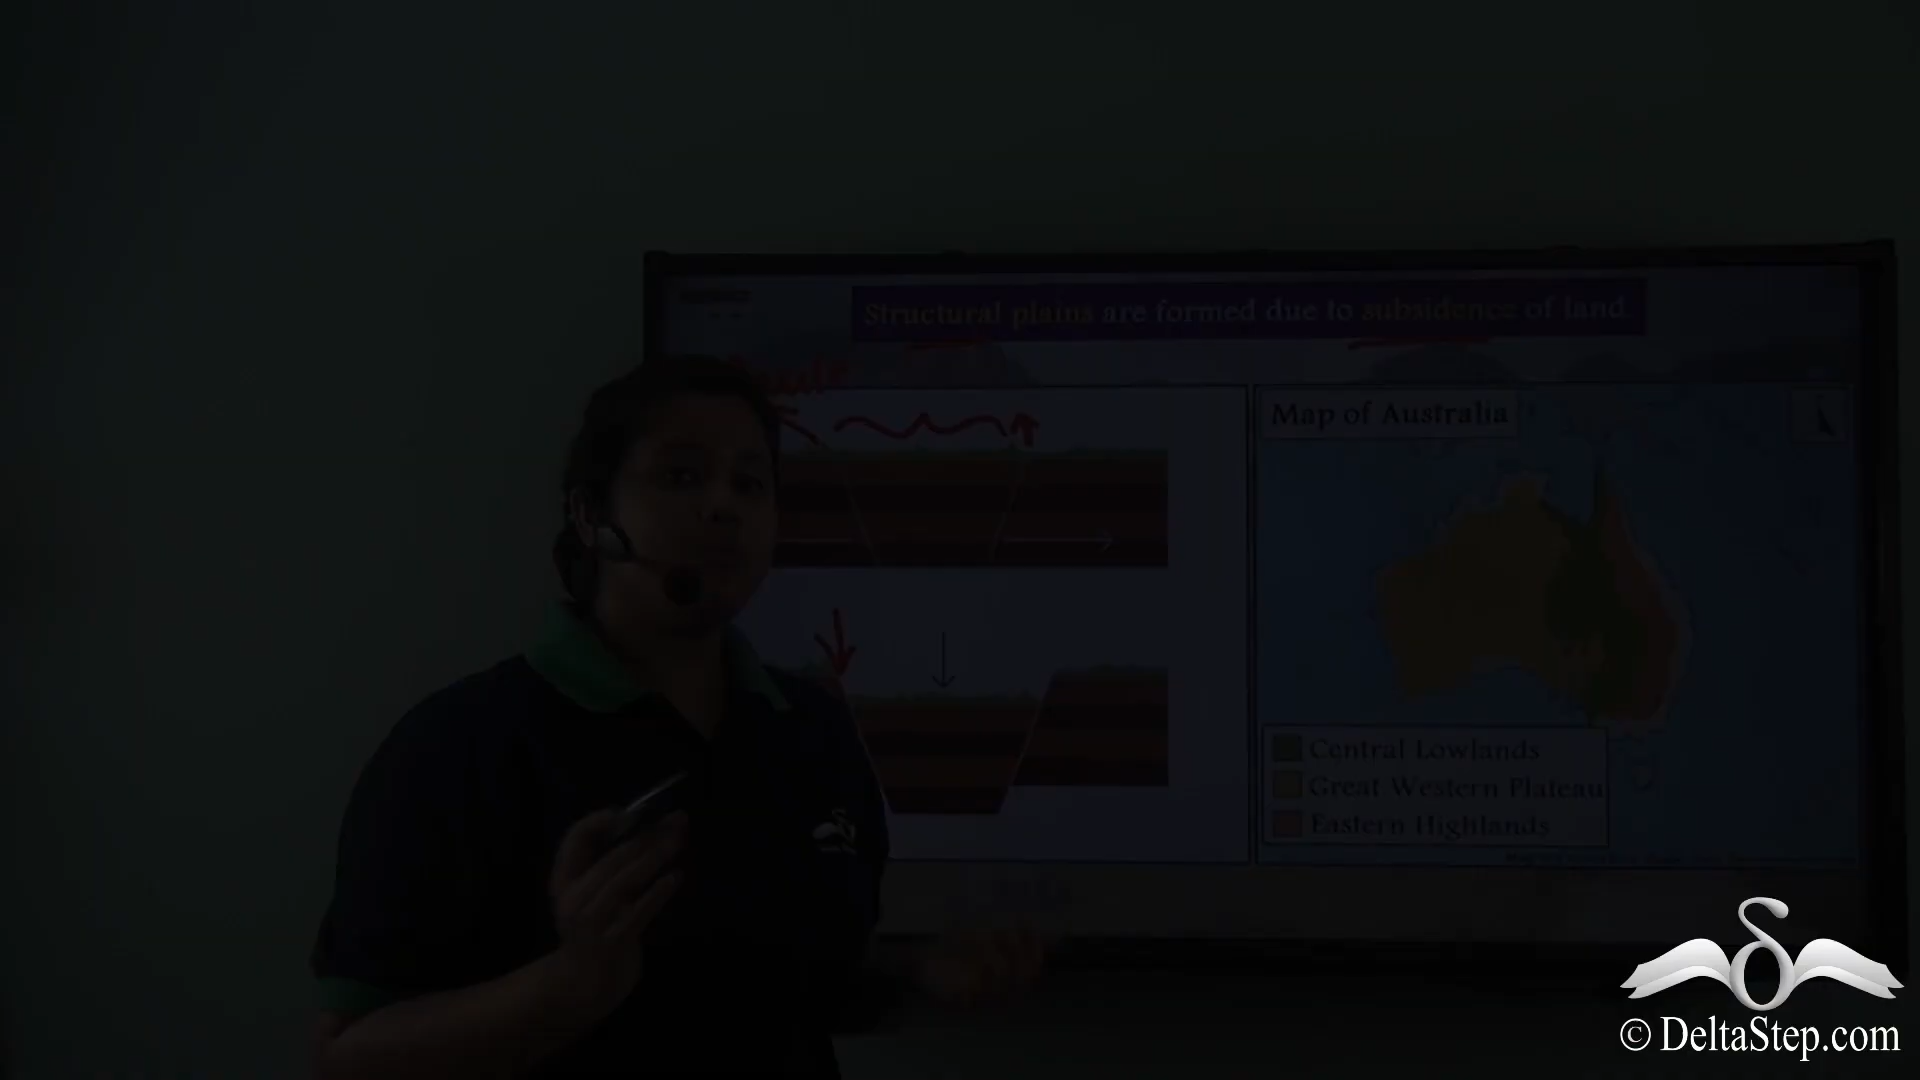 Structural plains are formed due to subsidence of land.
Map of Australia
Central Lowlands
Great Western Plateau
Eastern Highlands
© DeltaStep.com